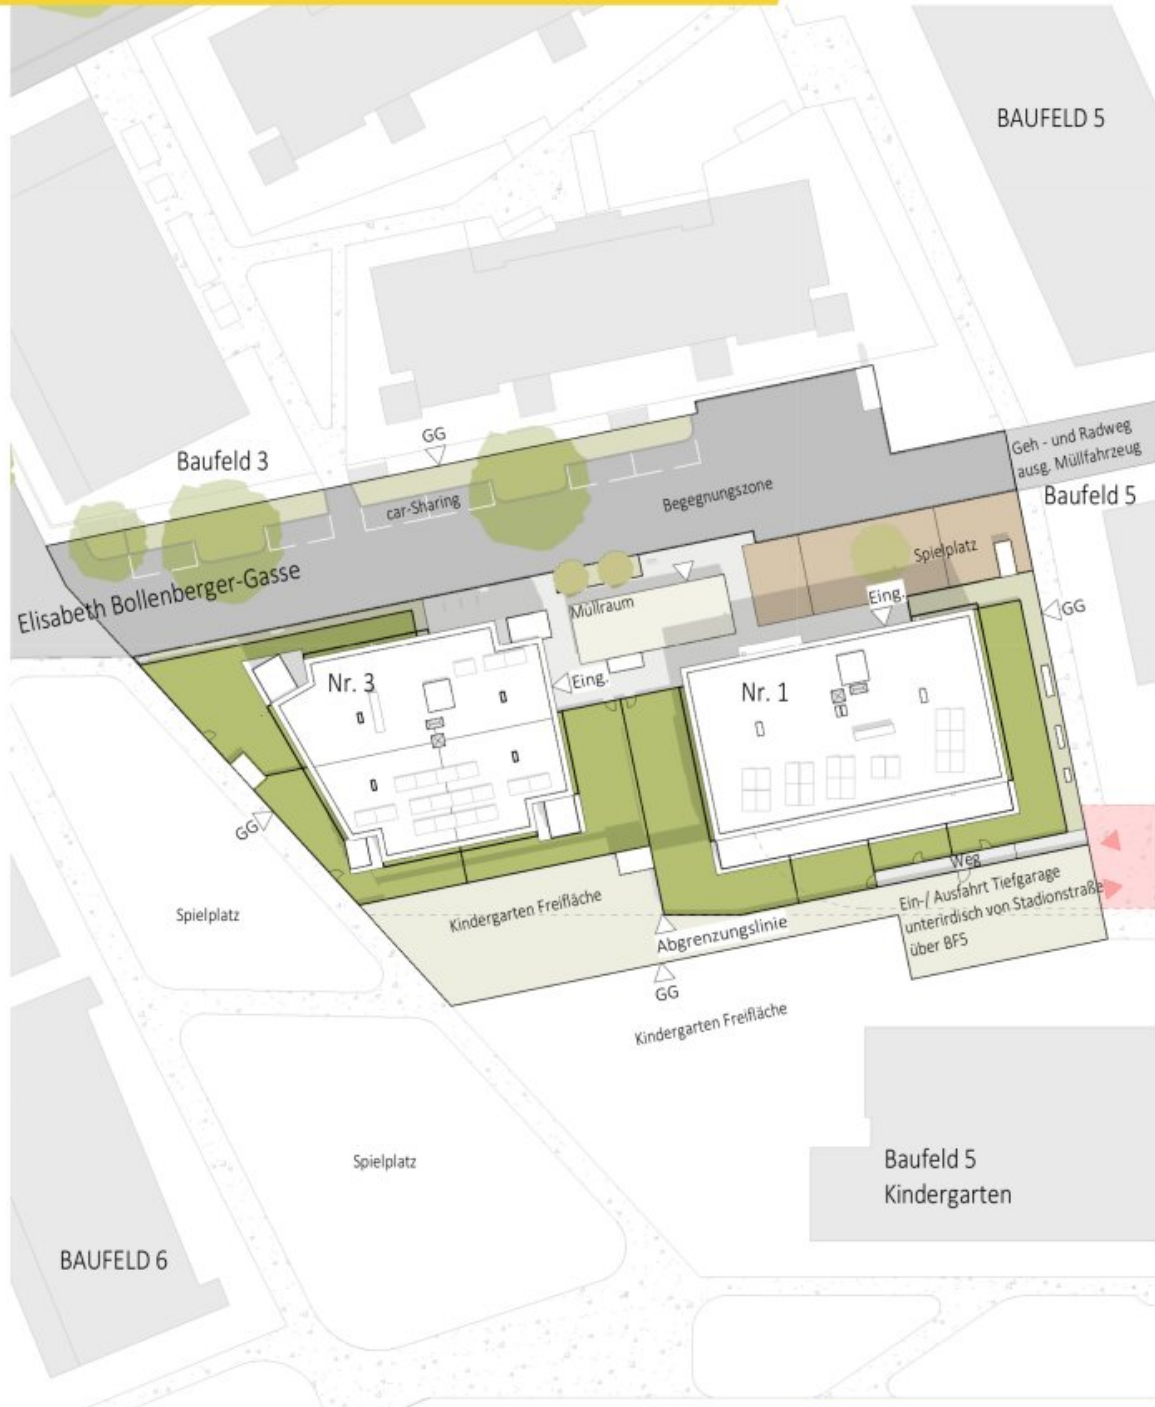 BAUFELD 5
GG
Geh - und Radweg
ausg. Müllfahrzeug
Baufeld 3
Baufeld 5
car-Sharing
Begegnungszone
Spielplatz
Elisabeth Bollenberger-Gasse
Müllraum
Eing.
GG
Nr. 3
Eing.
Nr. 1
GG
Weg
Ein-/ Ausfahrt Tiefgarage
unterirdisch von Stadionstraße
über BF5
Spielplatz
Kindergarten Freifläche
Abgrenzungslinie
GG
Kindergarten Freifläche
Spielplatz
Baufeld 5
Kindergarten
BAUFELD 6